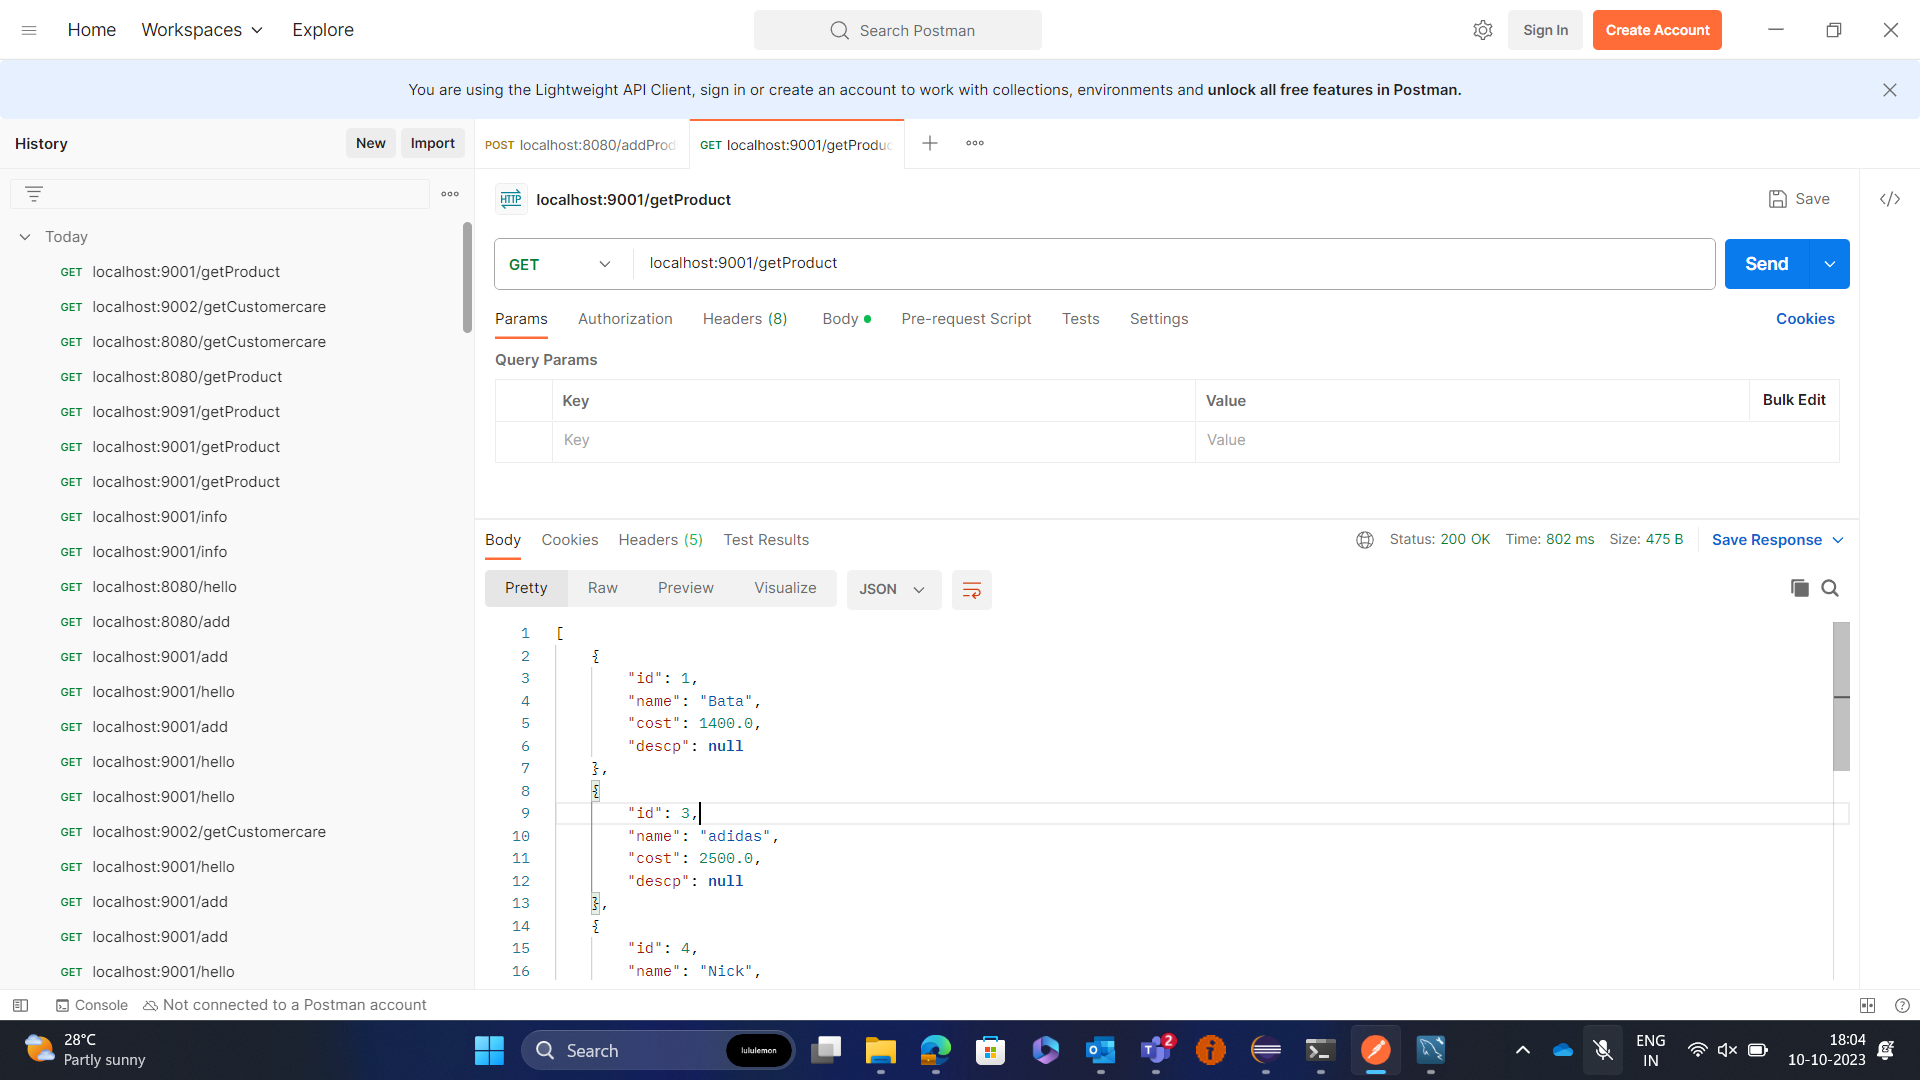 Home Workspaces Explore Search Postman Sign In Create Account
You are using the Lightweight API Client, sign in or create an account to work with collections, environments and unlock all free features in Postman.
History New Import
Today
GET localhost:9001/getProduct
GET localhost:9002/getCustomercare
GET localhost:8080/getCustomercare
GET localhost:8080/getProduct
GET localhost:9091/getProduct
GET localhost:9001/getProduct
GET localhost:9001/getProduct
GET localhost:9001/info
GET localhost:9001/info
GET localhost:8080/hello
GET localhost:8080/add
GET localhost:9001/add
GET localhost:9001/hello
GET localhost:9001/add
GET localhost:9001/hello
GET localhost:9001/hello
GET localhost:9002/getCustomercare
GET localhost:9001/hello
GET localhost:9001/add
GET localhost:9001/add
GET localhost:9001/hello
POST localhost:8080/addProd GET localhost:9001/getProduc
HTTP localhost:9001/getProduct Save </>
GET localhost:9001/getProduct Send
Params Authorization Headers (8) Body Pre-request Script Tests Settings Cookies
Query Params
Key Value Bulk Edit
Key Value
Body Cookies Headers (5) Test Results Status: 200 OK Time: 802 ms Size: 475 B Save Response
Pretty Raw Preview Visualize JSON
1 [
2 {
3 "id": 1,
4 "name": "Bata",
5 "cost": 1400.0,
6 "descp": null
7 },
8 {
9 "id": 3,
10 "name": "adidas",
11 "cost": 2500.0,
12 "descp": null
13 },
14 {
15 "id": 4,
16 "name": "Nick",
Console Not connected to a Postman account
28°C
Partly sunny
Search lululemon
2
ENG
IN
18:04
10-10-2023